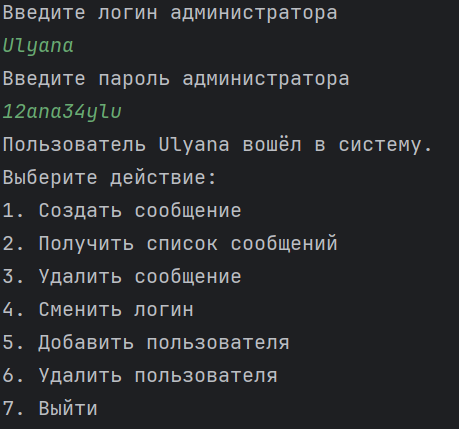 Введите логин администратора
Ulyana
Введите пароль администратора
12ana34ylu
Пользователь Ulyana вошёл в систему.
Выберите действие:
1. Создать сообщение
2. Получить список сообщений
3. Удалить сообщение
4. Сменить логин
5. Добавить пользователя
6. Удалить пользователя
7. Выйти